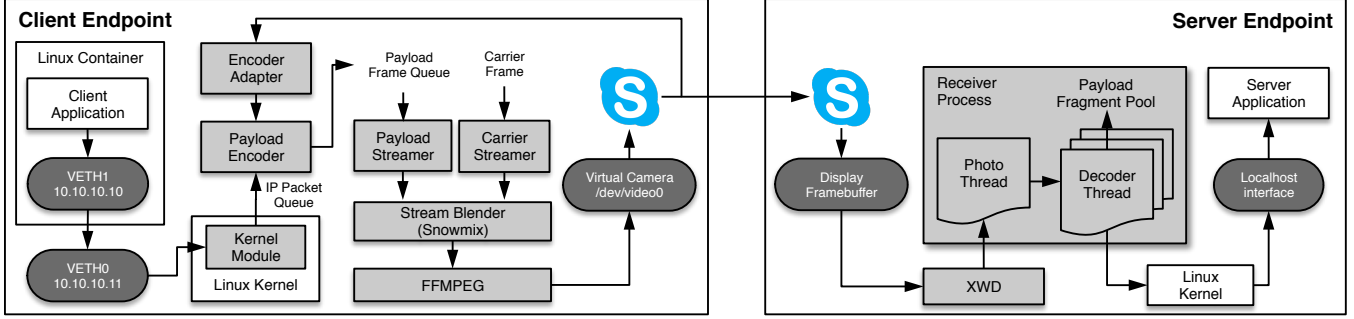 Client Endpoint
Linux Container
Client
Application
VETH1
10.10.10.10
VETH0
10.10.10.11
Encoder
Adapter
Payload
Encoder
IP Packet
Queue
Kernel
Module
Linux Kernel
Payload
Frame Queue
Carrier
Frame
Payload
Streamer
Carrier
Streamer
Stream Blender
(Snowmix)
FFMPEG
S
Virtual Camera
/dev/video0
Server Endpoint
S
Display
Framebuffer
XWD
Receiver
Process
Payload
Fragment Pool
Photo
Thread
Decoder
Thread
Linux
Kernel
Server
Application
Localhost
interface